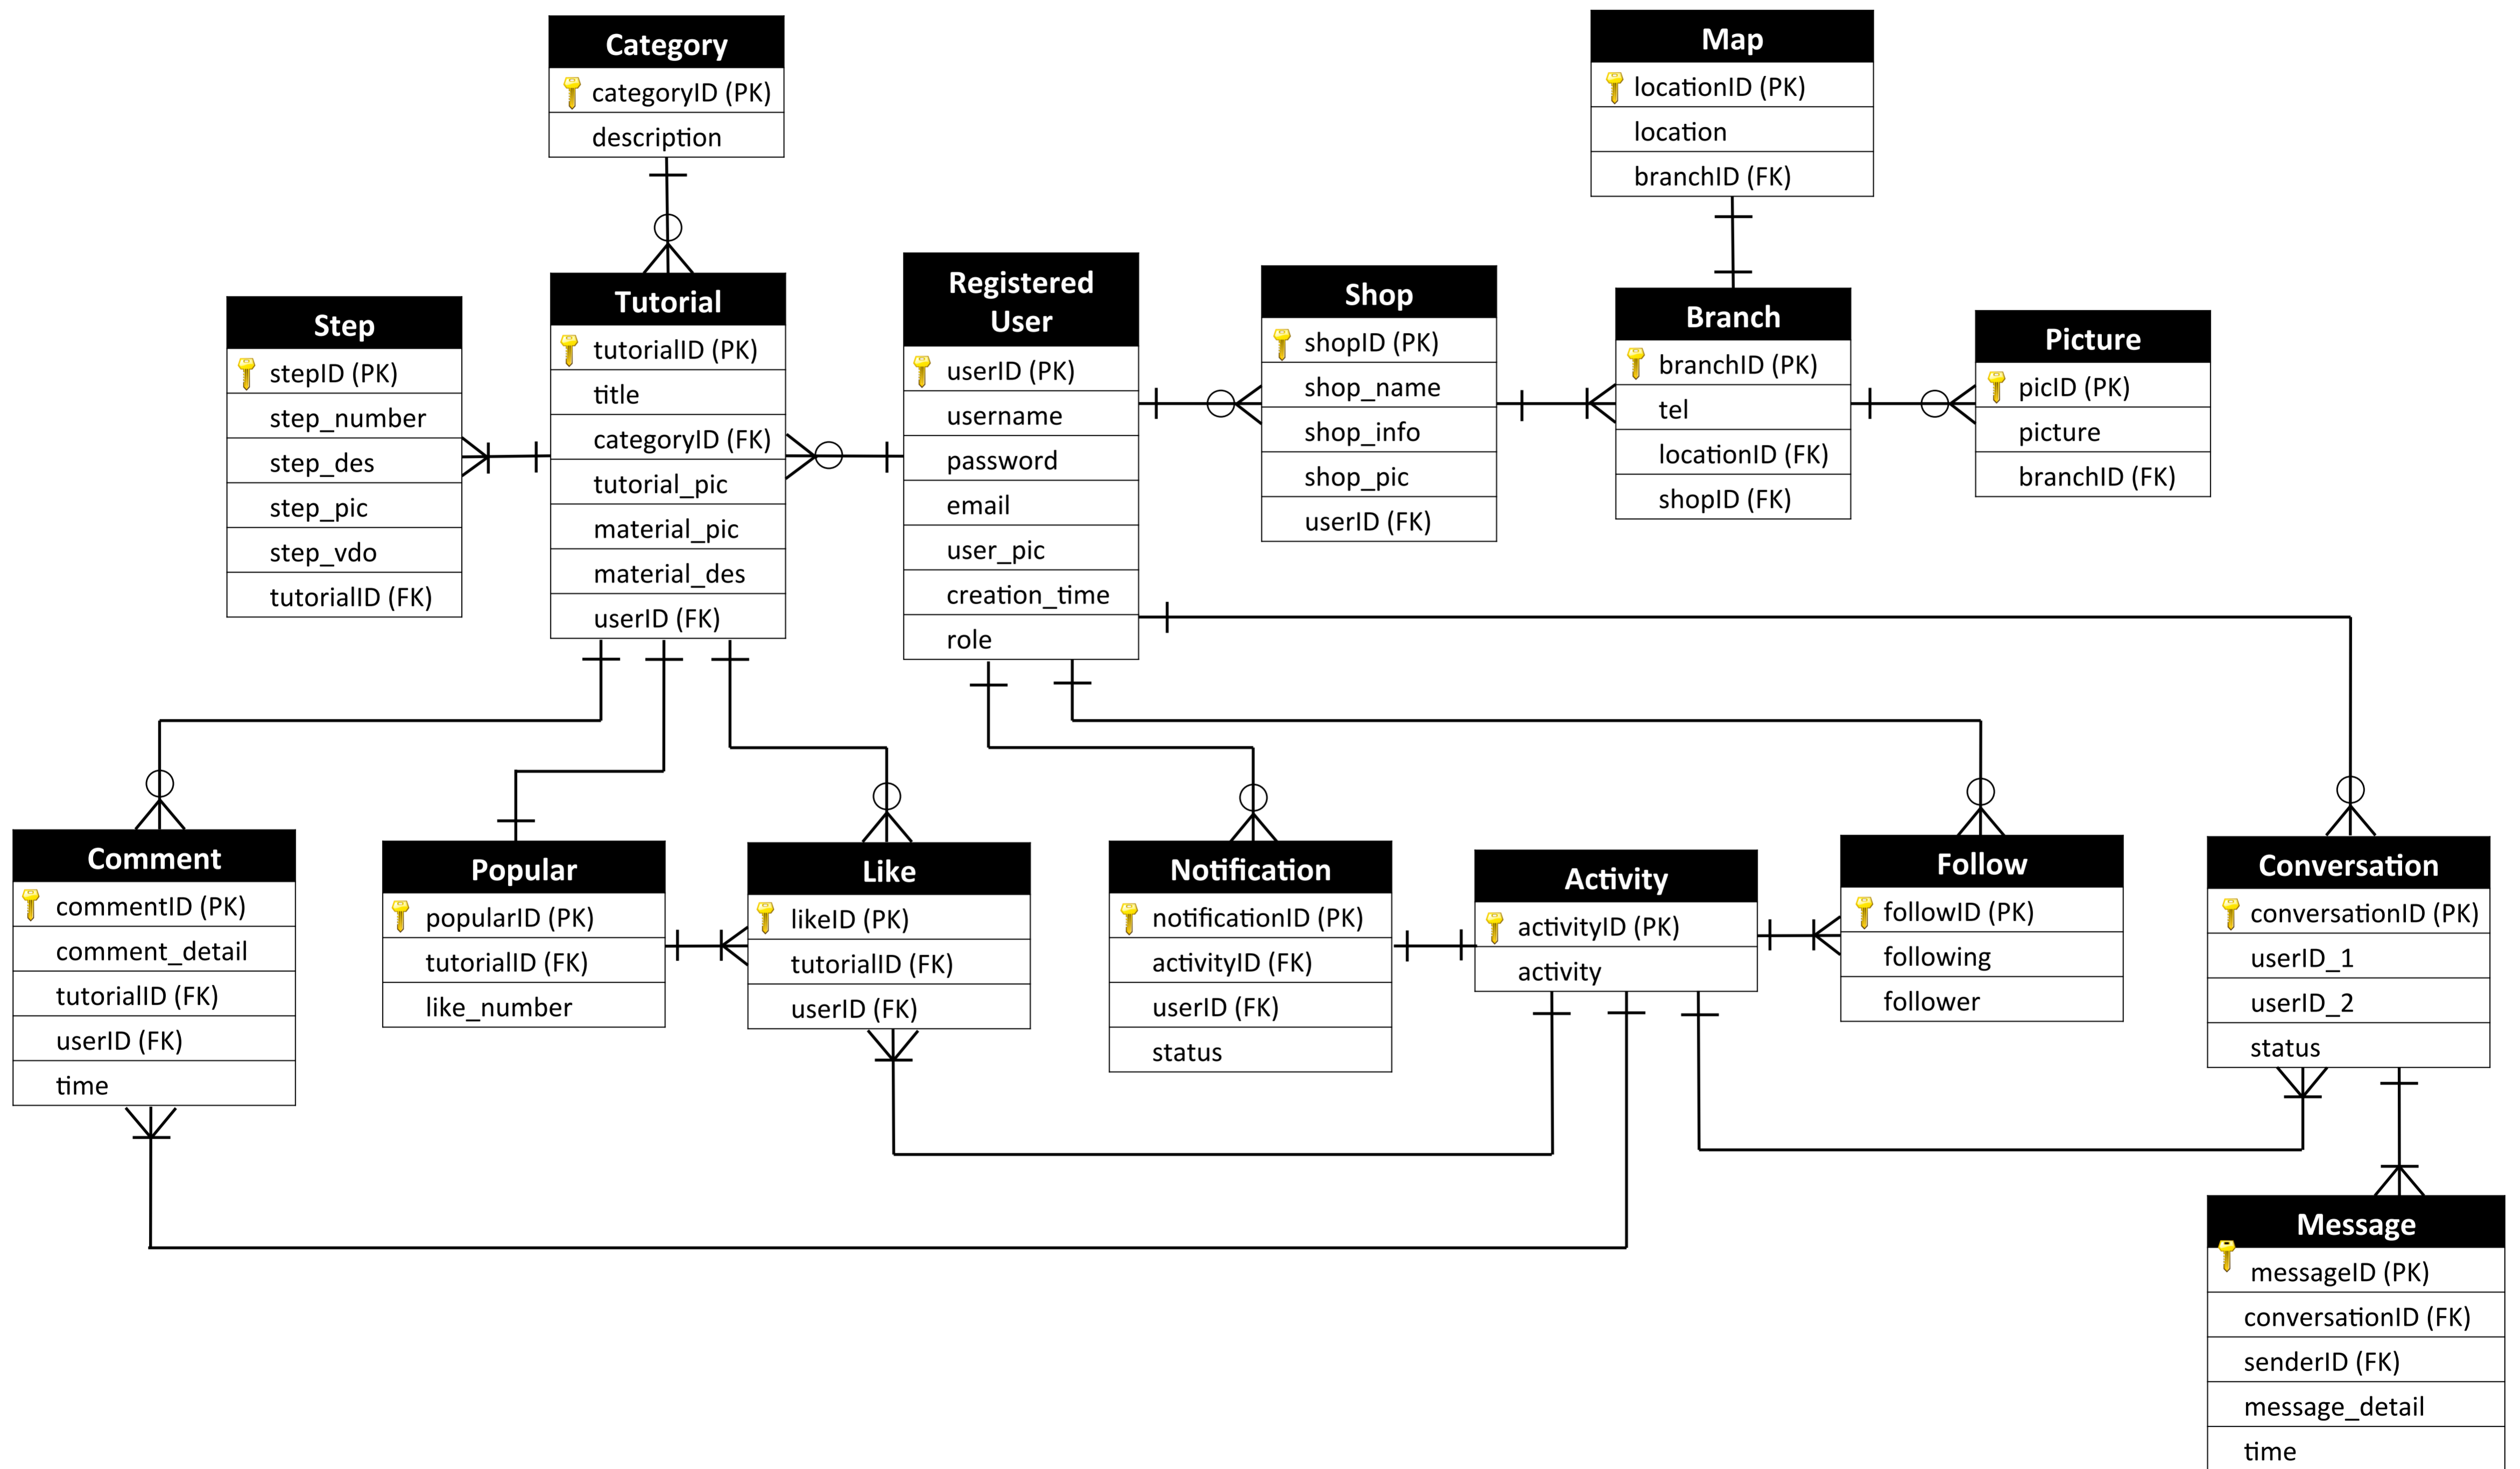 Category
categoryID (PK)
description
Map
locationID (PK)
location
branchID (FK)
Step
stepID (PK)
step_number
step_des
step_pic
step_vdo
tutorialID (FK)
Tutorial
tutorialID (PK)
title
categoryID (FK)
tutorial_pic
material_pic
material_des
userID (FK)
Registered
User
userID (PK)
username
password
email
user_pic
creation_time
role
Shop
shopID (PK)
shop_name
shop_info
shop_pic
userID (FK)
Branch
branchID (PK)
tel
locationID (FK)
shopID (FK)
Picture
picID (PK)
picture
branchID (FK)
Comment
commentID (PK)
comment_detail
tutorialID (FK)
userID (FK)
time
Popular
popularID (PK)
tutorialID (FK)
like_number
Like
likeID (PK)
tutorialID (FK)
userID (FK)
Notification
notificationID (PK)
activityID (FK)
userID (FK)
status
Activity
activityID (PK)
activity
Follow
followID (PK)
following
follower
Conversation
conversationID (PK)
userID_1
userID_2
status
Message
messageID (PK)
conversationID (FK)
senderID (FK)
message_detail
time